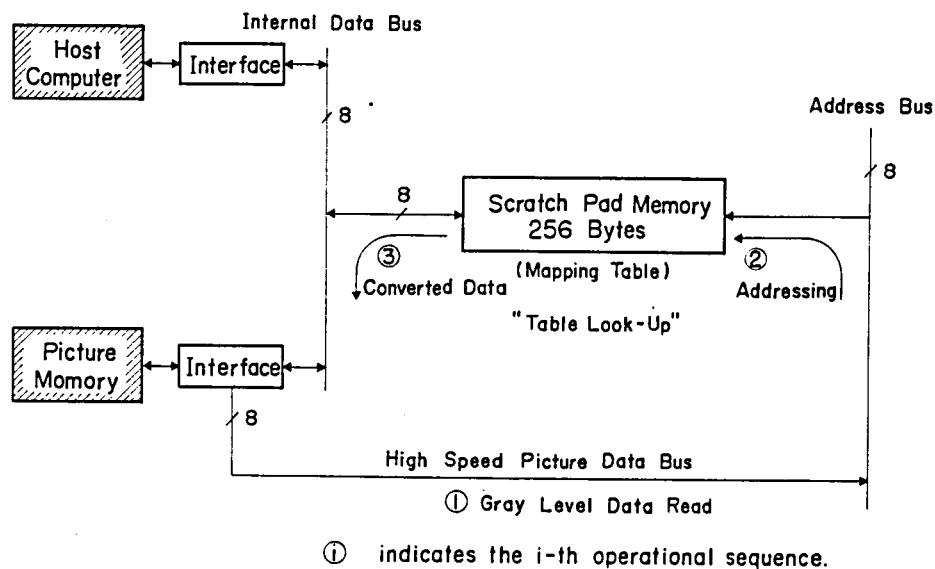 Internal Data Bus
Host
Computer
Interface
8
Address Bus
8
8
Scratch Pad Memory
256 Bytes
③
(Mapping Table)
②
Converted Data
Addressing
"Table Look-Up"
Picture
Momory
Interface
8
High Speed Picture Data Bus
① Gray Level Data Read
ⓘ indicates the i-th operational sequence.